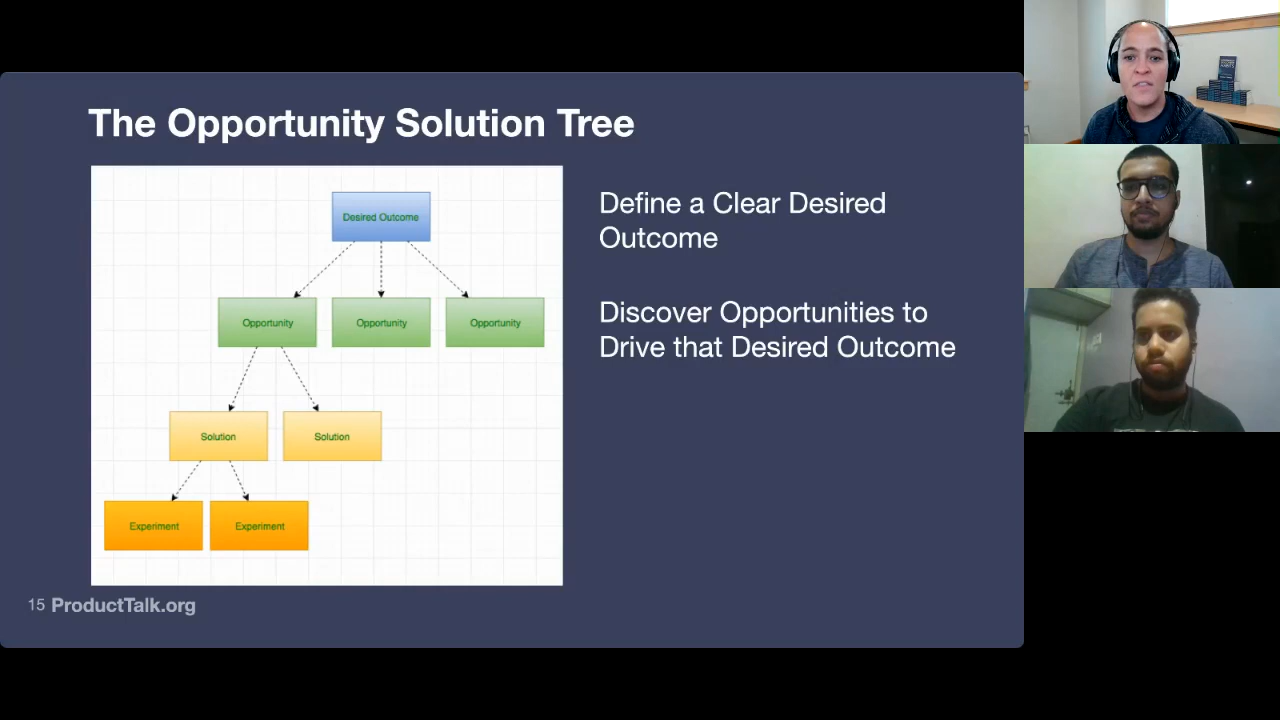 The Opportunity Solution Tree
Desired Outcome
Opportunity
Opportunity
Opportunity
Solution
Solution
Experiment
Experiment
Define a Clear Desired
Outcome
Discover Opportunities to
Drive that Desired Outcome
15 ProductTalk.org